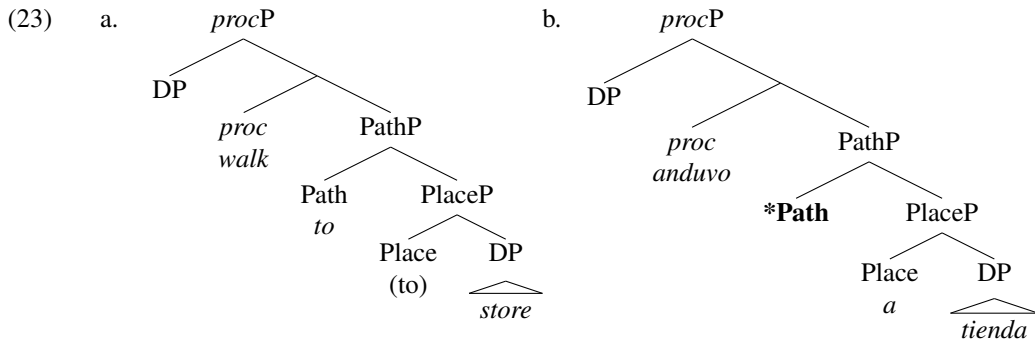 (23) a. procP b. procP
DP DP
proc PathP proc PathP
walk anduvo
Path PlaceP *Path PlaceP
to
Place DP Place DP
(to) a
store tienda